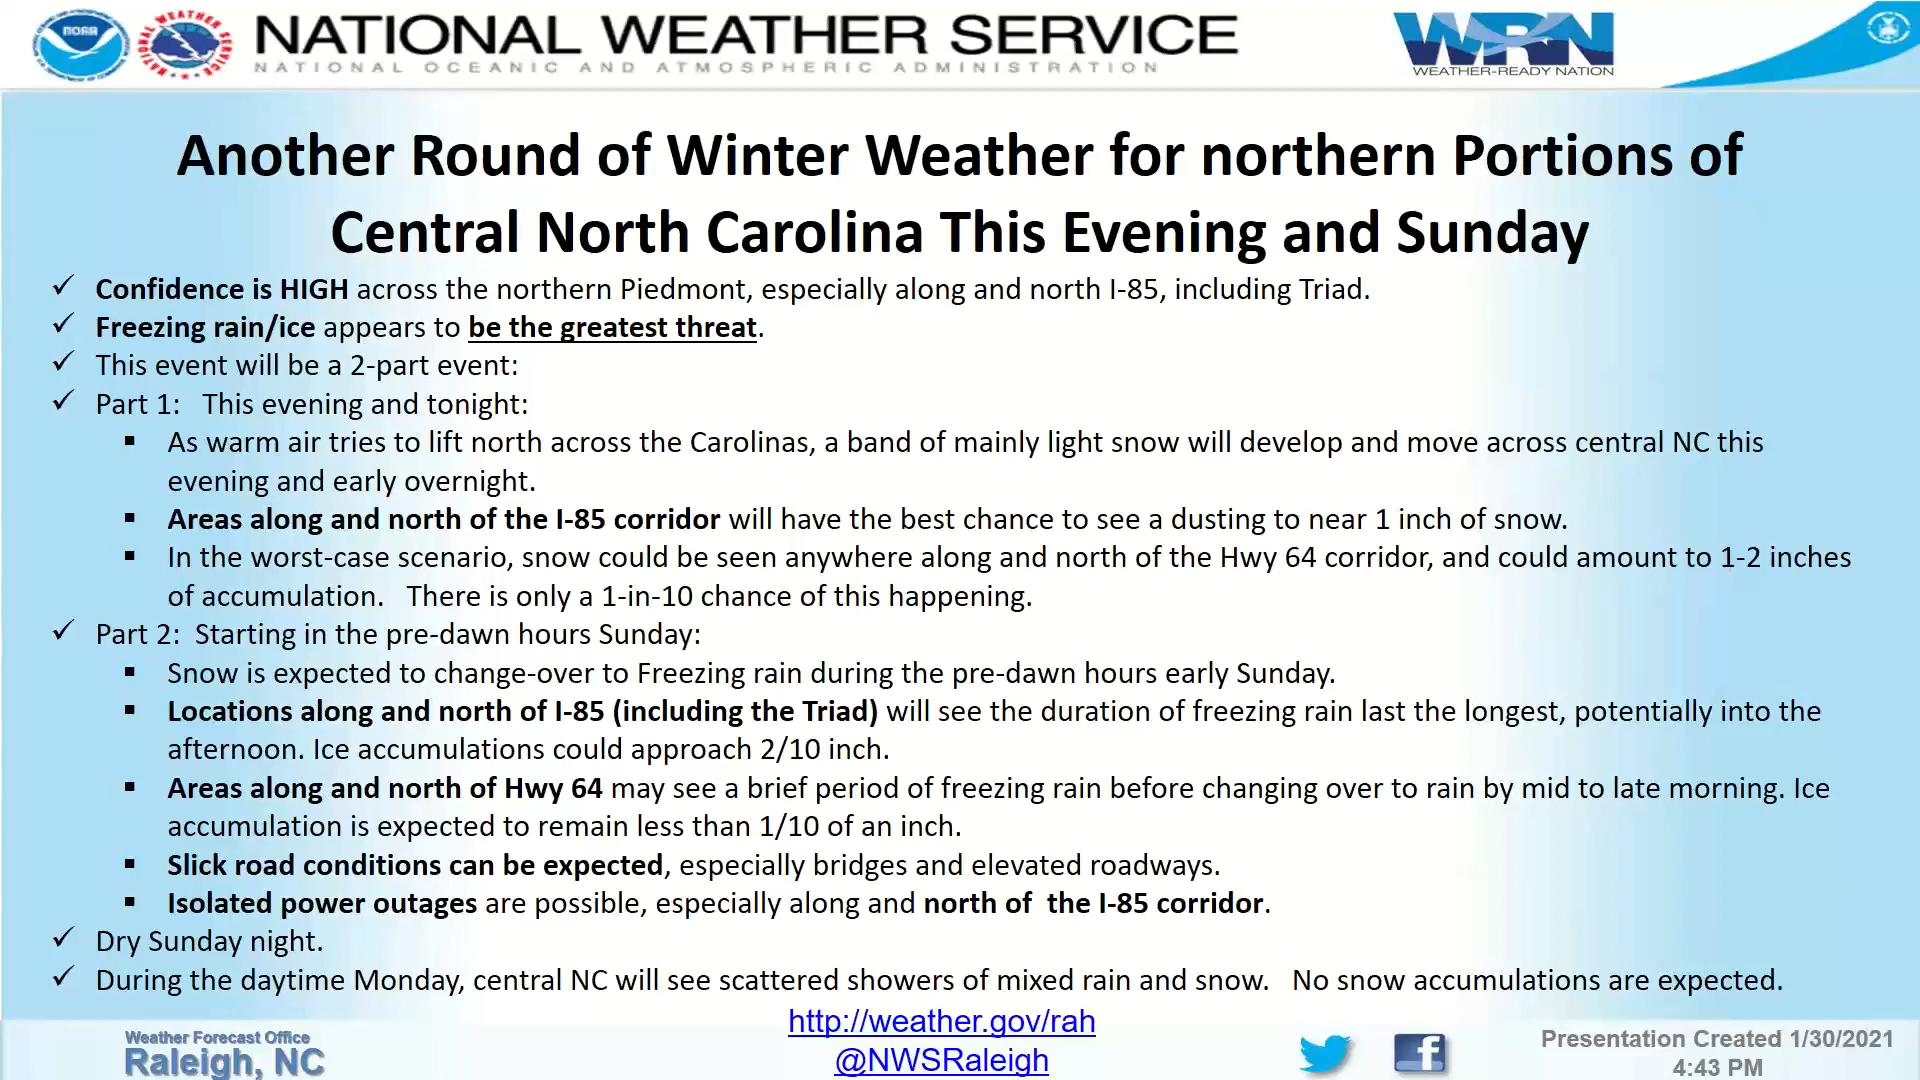 NOAA
NATIONAL WEATHER SERVICE
NATIONAL OCEANIC AND ATMOSPHERIC ADMINISTRATION
WRN
WEATHER-READY NATION
Another Round of Winter Weather for northern Portions of
Central North Carolina This Evening and Sunday
✓ Confidence is HIGH across the northern Piedmont, especially along and north I-85, including Triad.
✓ Freezing rain/ice appears to be the greatest threat.
✓ This event will be a 2-part event:
✓ Part 1:   This evening and tonight:
▪ As warm air tries to lift north across the Carolinas, a band of mainly light snow will develop and move across central NC this
evening and early overnight.
▪ Areas along and north of the I-85 corridor will have the best chance to see a dusting to near 1 inch of snow.
▪ In the worst-case scenario, snow could be seen anywhere along and north of the Hwy 64 corridor, and could amount to 1-2 inches
of accumulation.   There is only a 1-in-10 chance of this happening.
✓ Part 2:  Starting in the pre-dawn hours Sunday:
▪ Snow is expected to change-over to Freezing rain during the pre-dawn hours early Sunday.
▪ Locations along and north of I-85 (including the Triad) will see the duration of freezing rain last the longest, potentially into the
afternoon. Ice accumulations could approach 2/10 inch.
▪ Areas along and north of Hwy 64 may see a brief period of freezing rain before changing over to rain by mid to late morning. Ice
accumulation is expected to remain less than 1/10 of an inch.
▪ Slick road conditions can be expected, especially bridges and elevated roadways.
▪ Isolated power outages are possible, especially along and north of  the I-85 corridor.
✓ Dry Sunday night.
✓ During the daytime Monday, central NC will see scattered showers of mixed rain and snow.   No snow accumulations are expected.
http://weather.gov/rah
@NWSRaleigh
Weather Forecast Office
Raleigh, NC
Presentation Created 1/30/2021
4:43 PM